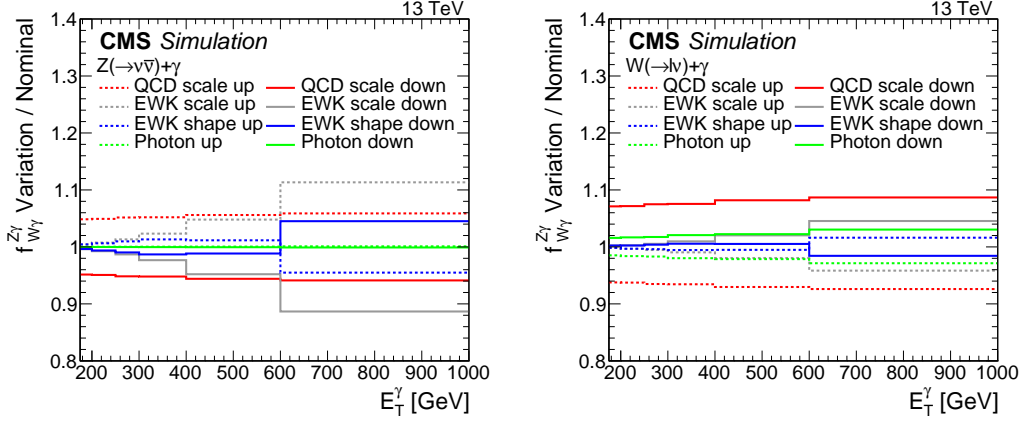 13 TeV
CMS Simulation
Z(→νν̄)+γ
QCD scale up QCD scale down
EWK scale up EWK scale down
EWK shape up EWK shape down
Photon up Photon down
f^{Zγ}_{Wγ} Variation / Nominal
1.4
1.3
1.2
1.1
1
0.9
0.8
200 300 400 500 600 700 800 900 1000
E_T^γ [GeV]
13 TeV
CMS Simulation
W(→lν)+γ
QCD scale up QCD scale down
EWK scale up EWK scale down
EWK shape up EWK shape down
Photon up Photon down
f^{Zγ}_{Wγ} Variation / Nominal
1.4
1.3
1.2
1.1
1
0.9
0.8
200 300 400 500 600 700 800 900 1000
E_T^γ [GeV]